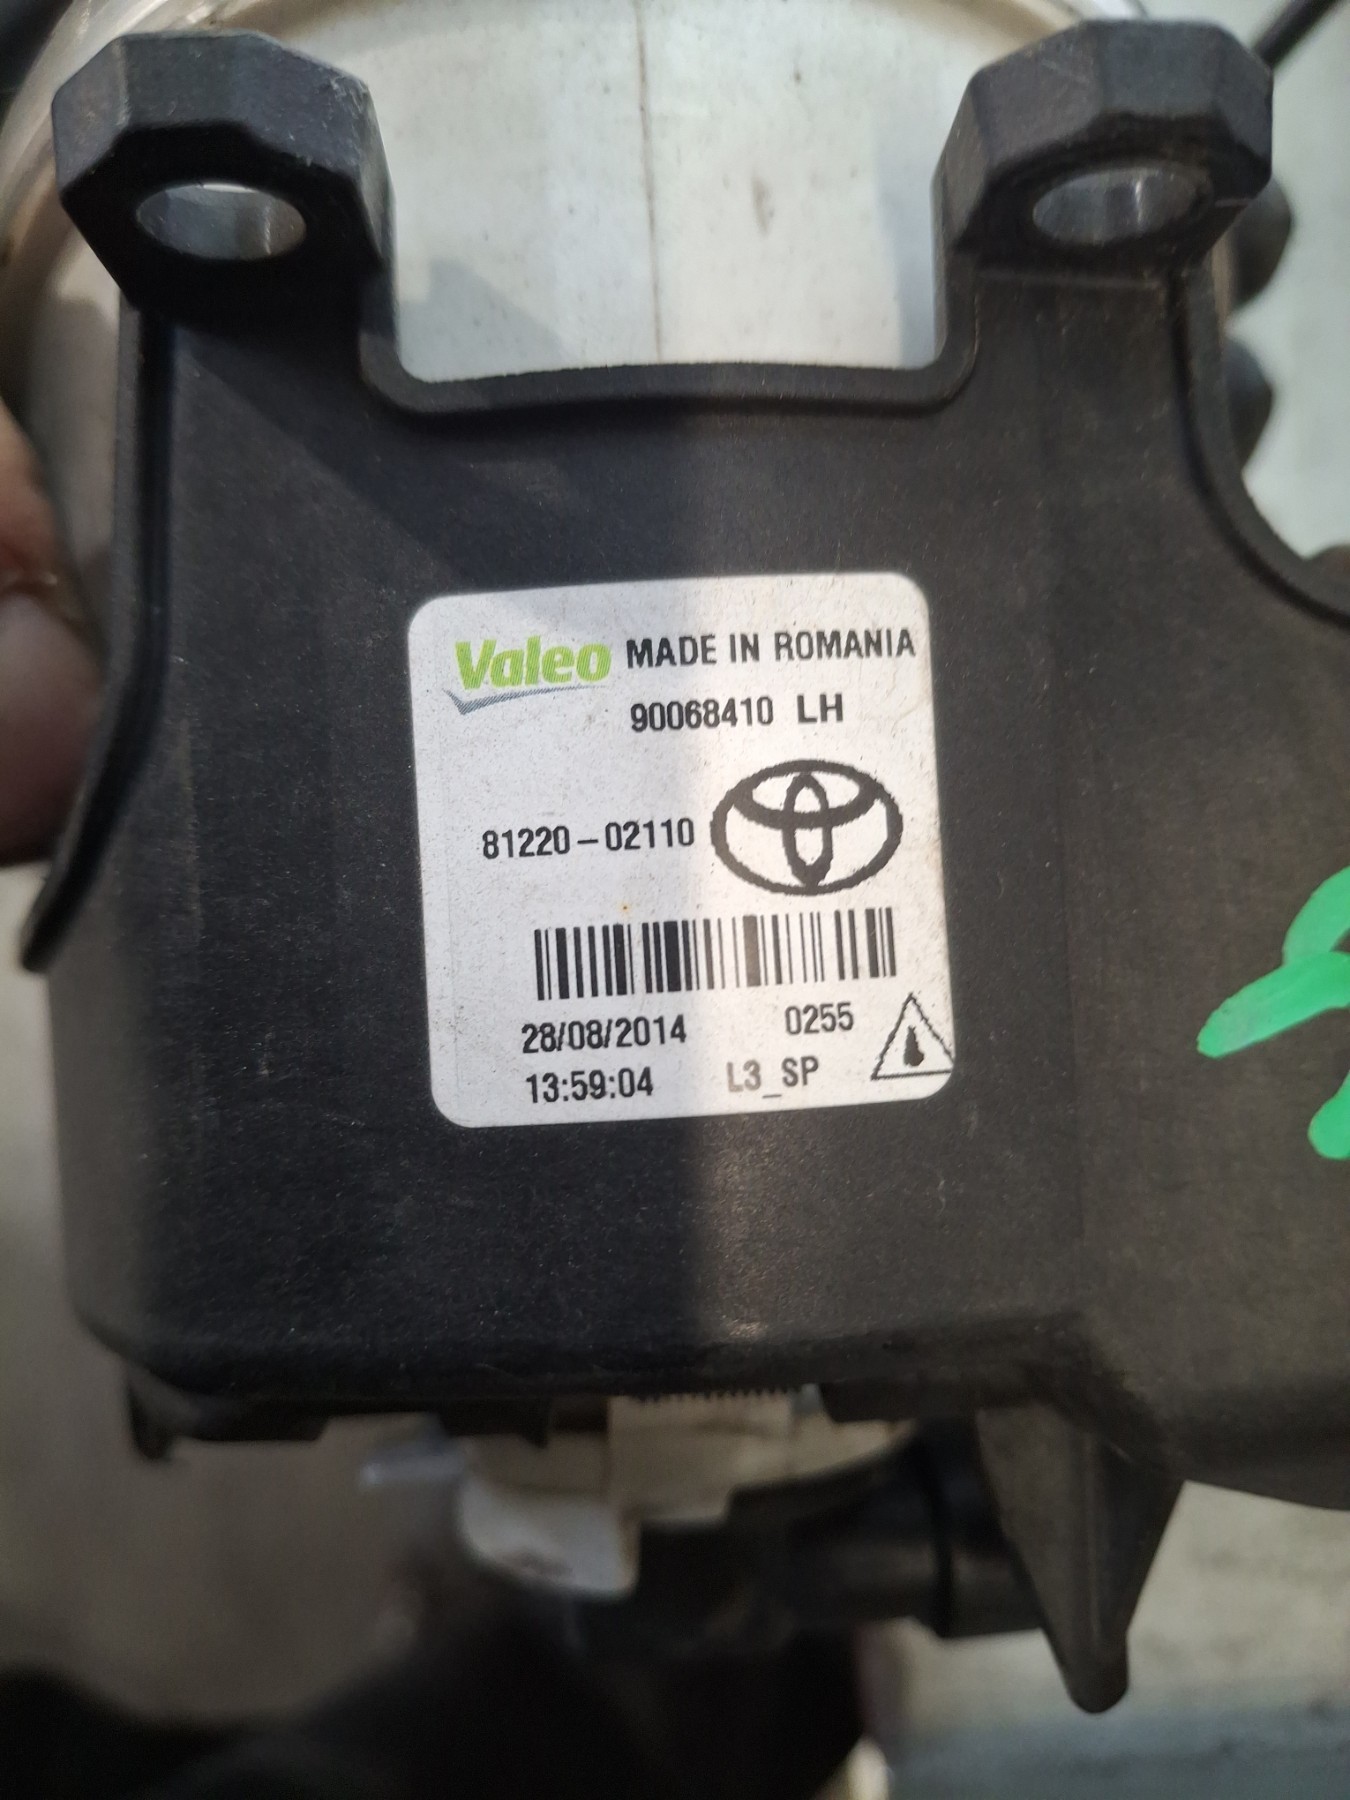 Valeo MADE IN ROMANIA
90068410 LH
81220-02110
28/08/2014 0255
13:59:04 L3_SP